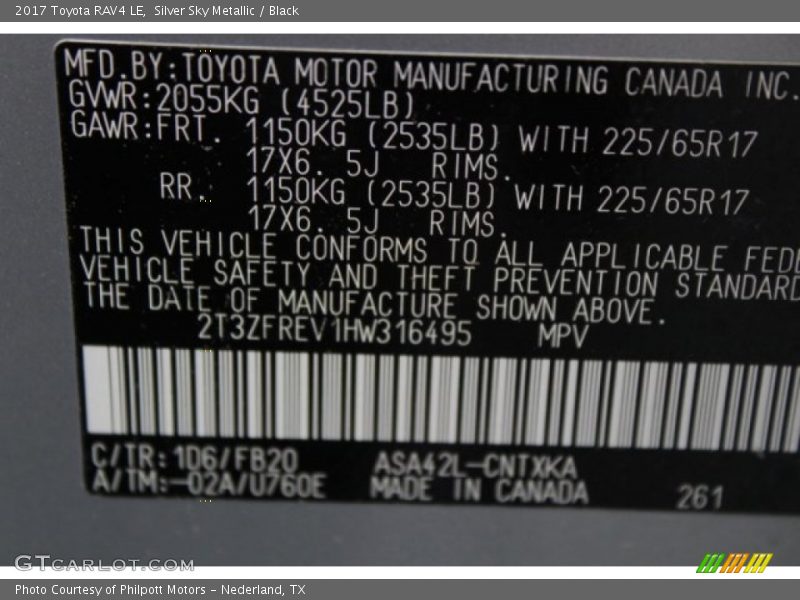 2017 Toyota RAV4 LE,  Silver Sky Metallic / Black
MFD.BY:TOYOTA MOTOR MANUFACTURING CANADA INC.
GVWR:2055KG (4525LB)
GAWR:FRT. 1150KG (2535LB) WITH 225/65R17
17X6. 5J RIMS.
RR. 1150KG (2535LB) WITH 225/65R17
17X6. 5J RIMS.
THIS VEHICLE CONFORMS TO ALL APPLICABLE FEDE
VEHICLE SAFETY AND THEFT PREVENTION STANDARD
THE DATE OF MANUFACTURE SHOWN ABOVE.
2T3ZFREV1HW316495 MPV
C/TR:1D6/FB20 ASA42L-CNTXKA
A/TM:-02A/U760E MADE IN CANADA 261
GTCARLOT.COM
Photo Courtesy of Philpott Motors - Nederland, TX